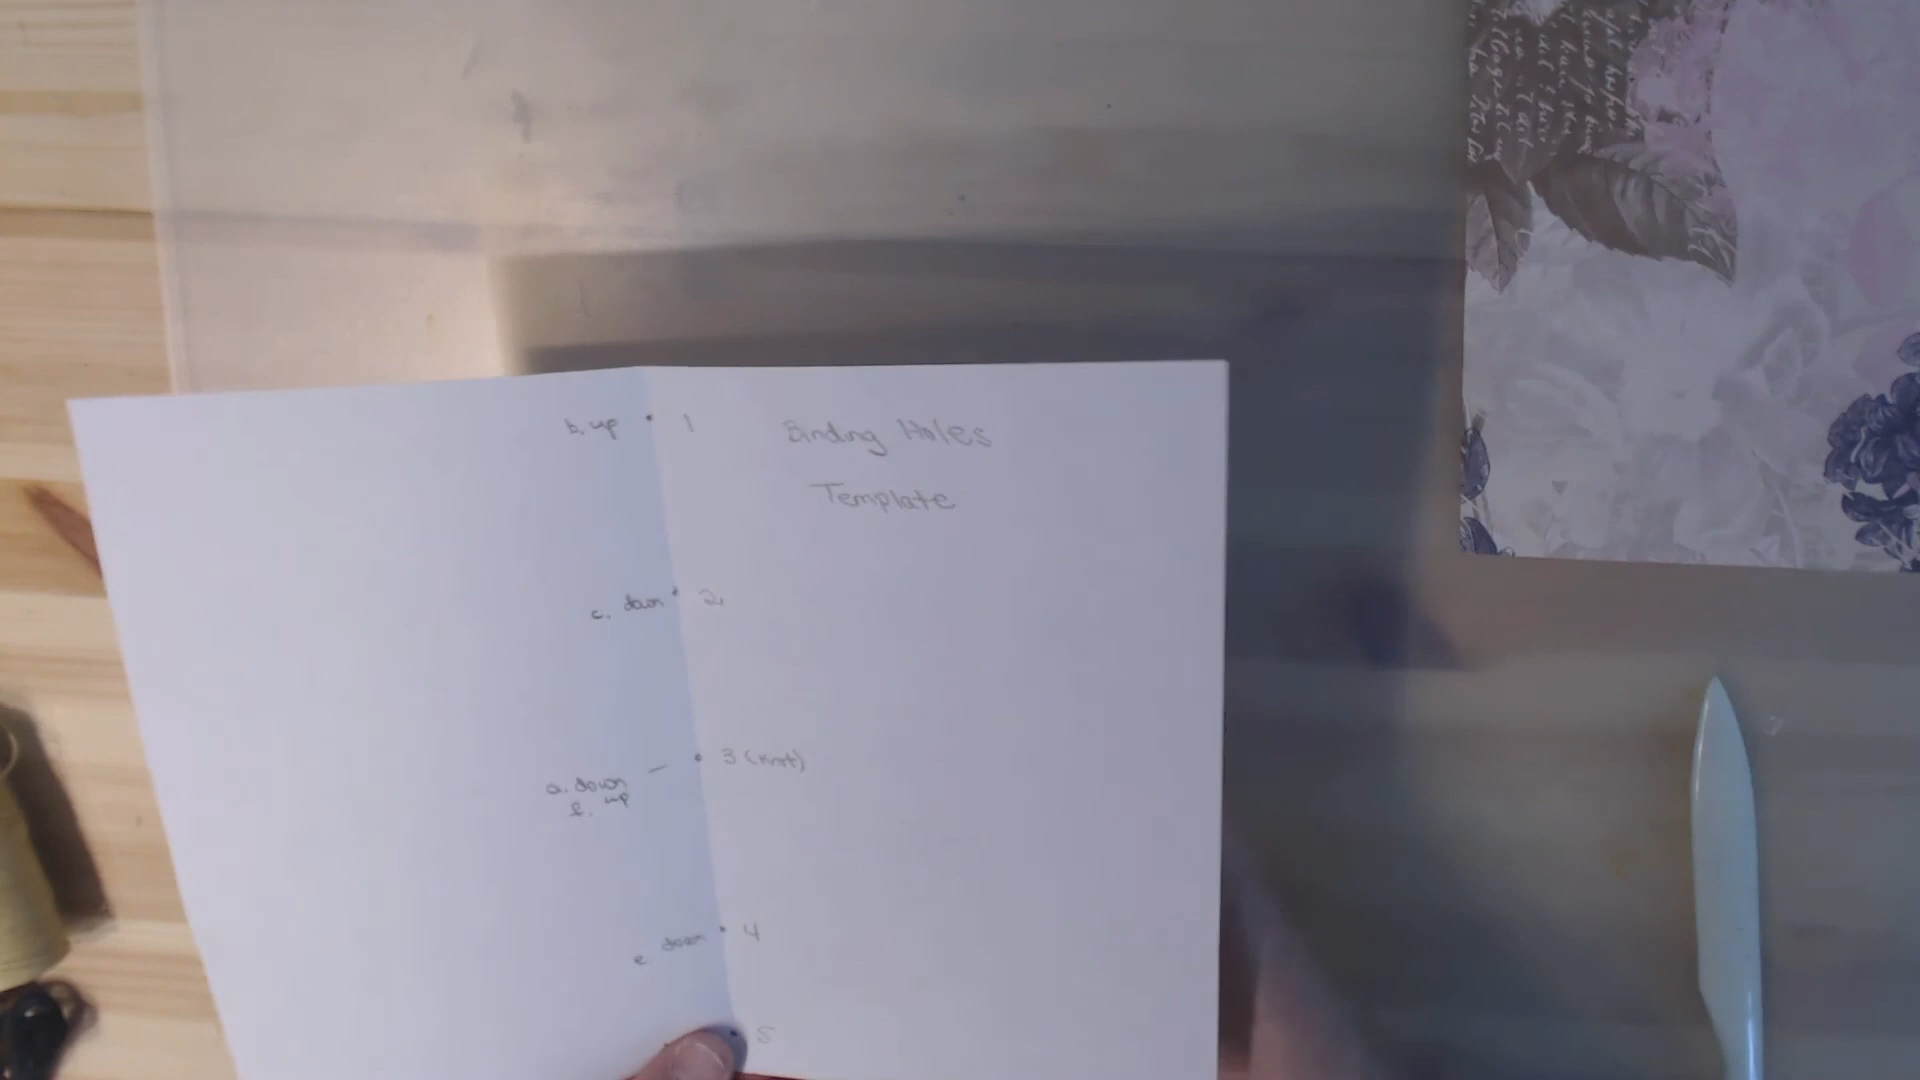 b. up • 1
Binding Holes
Template
c. down • 2
3 (knot)
a. down
f. up
e. down • 4
5